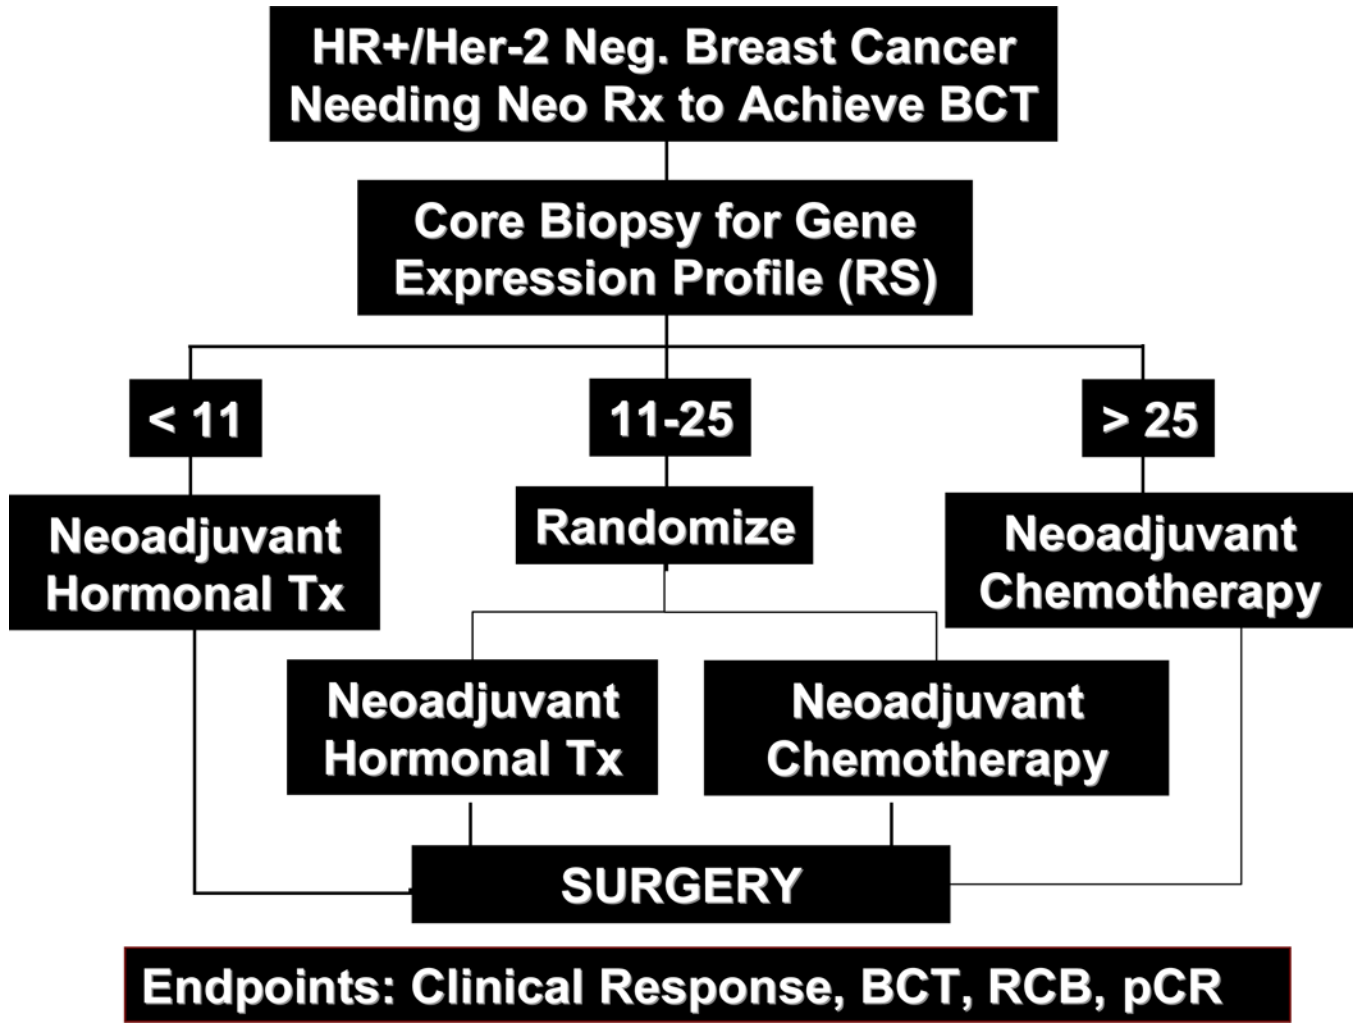 HR+/Her-2 Neg. Breast Cancer
Needing Neo Rx to Achieve BCT
Core Biopsy for Gene
Expression Profile (RS)
< 11
11-25
> 25
Neoadjuvant
Hormonal Tx
Randomize
Neoadjuvant
Chemotherapy
Neoadjuvant
Hormonal Tx
Neoadjuvant
Chemotherapy
SURGERY
Endpoints: Clinical Response, BCT, RCB, pCR